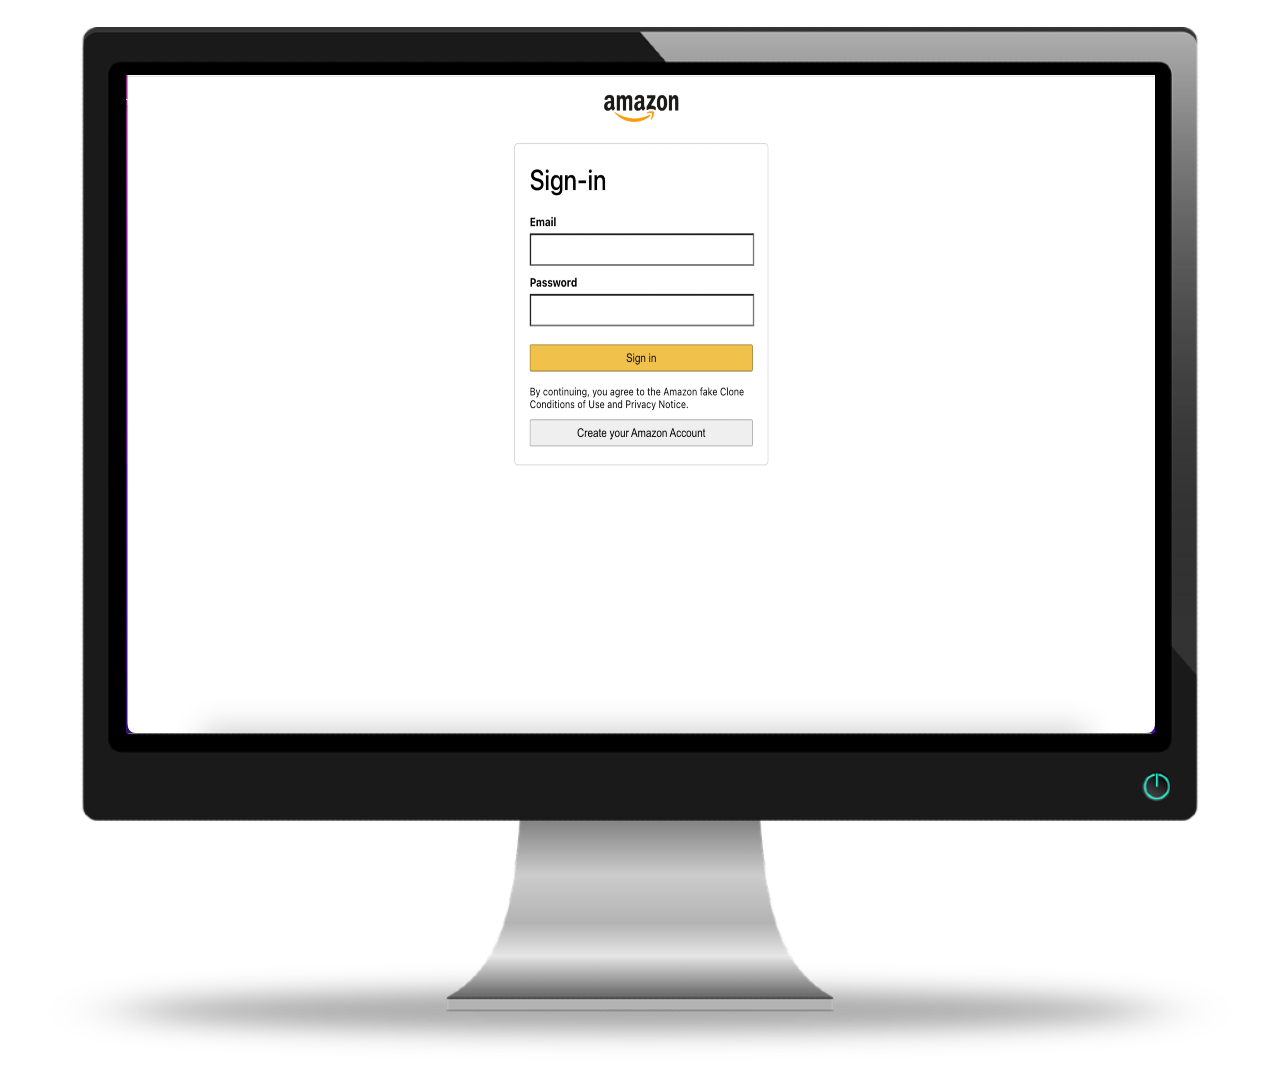 amazon
Sign-in
Email
Password
Sign in
By continuing, you agree to the Amazon fake Clone
Conditions of Use and Privacy Notice.
Create your Amazon Account